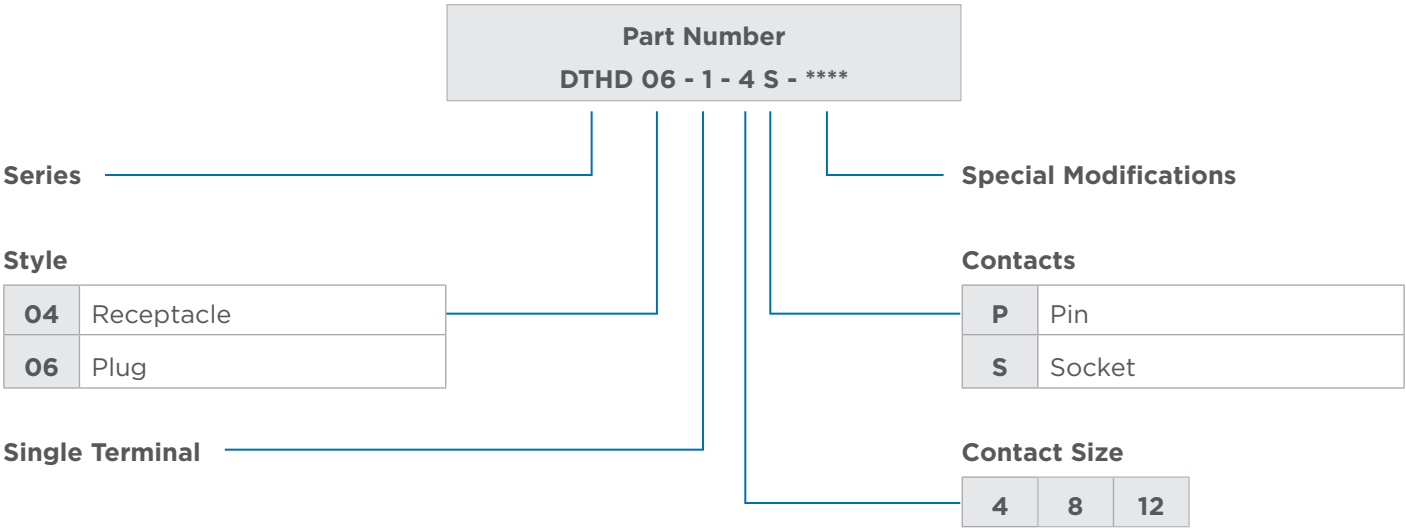 Part Number
DTHD 06 - 1 - 4 S - ****
Series
Special Modifications
Style
04 Receptacle
06 Plug
Contacts
P Pin
S Socket
Single Terminal
Contact Size
4 8 12